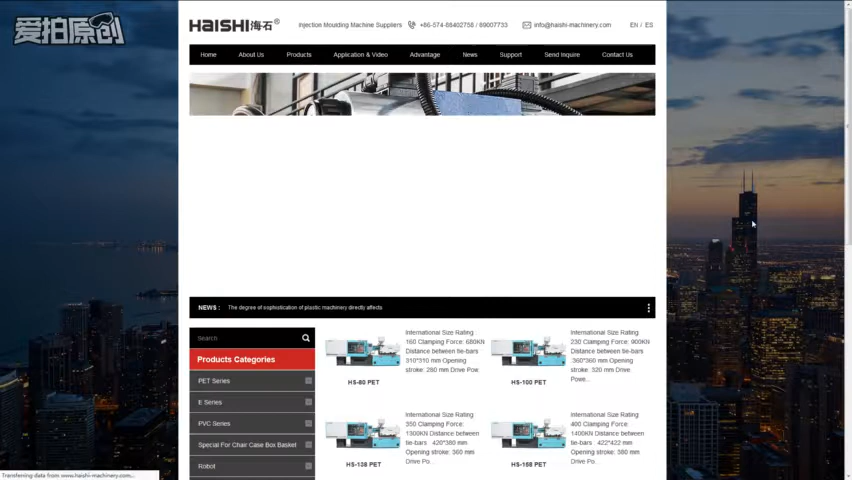 爱拍原创
HAISHI海石®
Injection Moulding Machine Suppliers
+86-574-88402758 / 89007733
info@haishi-machinery.com
EN / ES
Home
About Us
Products
Application & Video
Advantage
News
Support
Send Inquire
Contact Us
NEWS :
The degree of sophistication of plastic machinery directly affects
Search
Products Categories
PET Series
E Series
PVC Series
Special For Chair Case Box Basket
Robot
International Size Rating :
160 Clamping Force: 680KN
Distance between tie-bars :
310*310 mm Opening
stroke: 280 mm Drive Pow
HS-80 PET
International Size Rating :
230 Clamping Force: 900KN
Distance between tie-bars
:360*360 mm Opening
stroke: 320 mm Drive
Powe...
HS-100 PET
International Size Rating :
350 Clamping Force:
1300KN Distance between
tie-bars : 420*380 mm
Opening stroke: 360 mm
Drive Po..
HS-138 PET
International Size Rating :
400 Clamping Force:
1400KN Distance between
tie-bars : 422*422 mm
Opening stroke: 380 mm
Drive Po..
HS-168 PET
Transferring data from www.haishi-machinery.com...